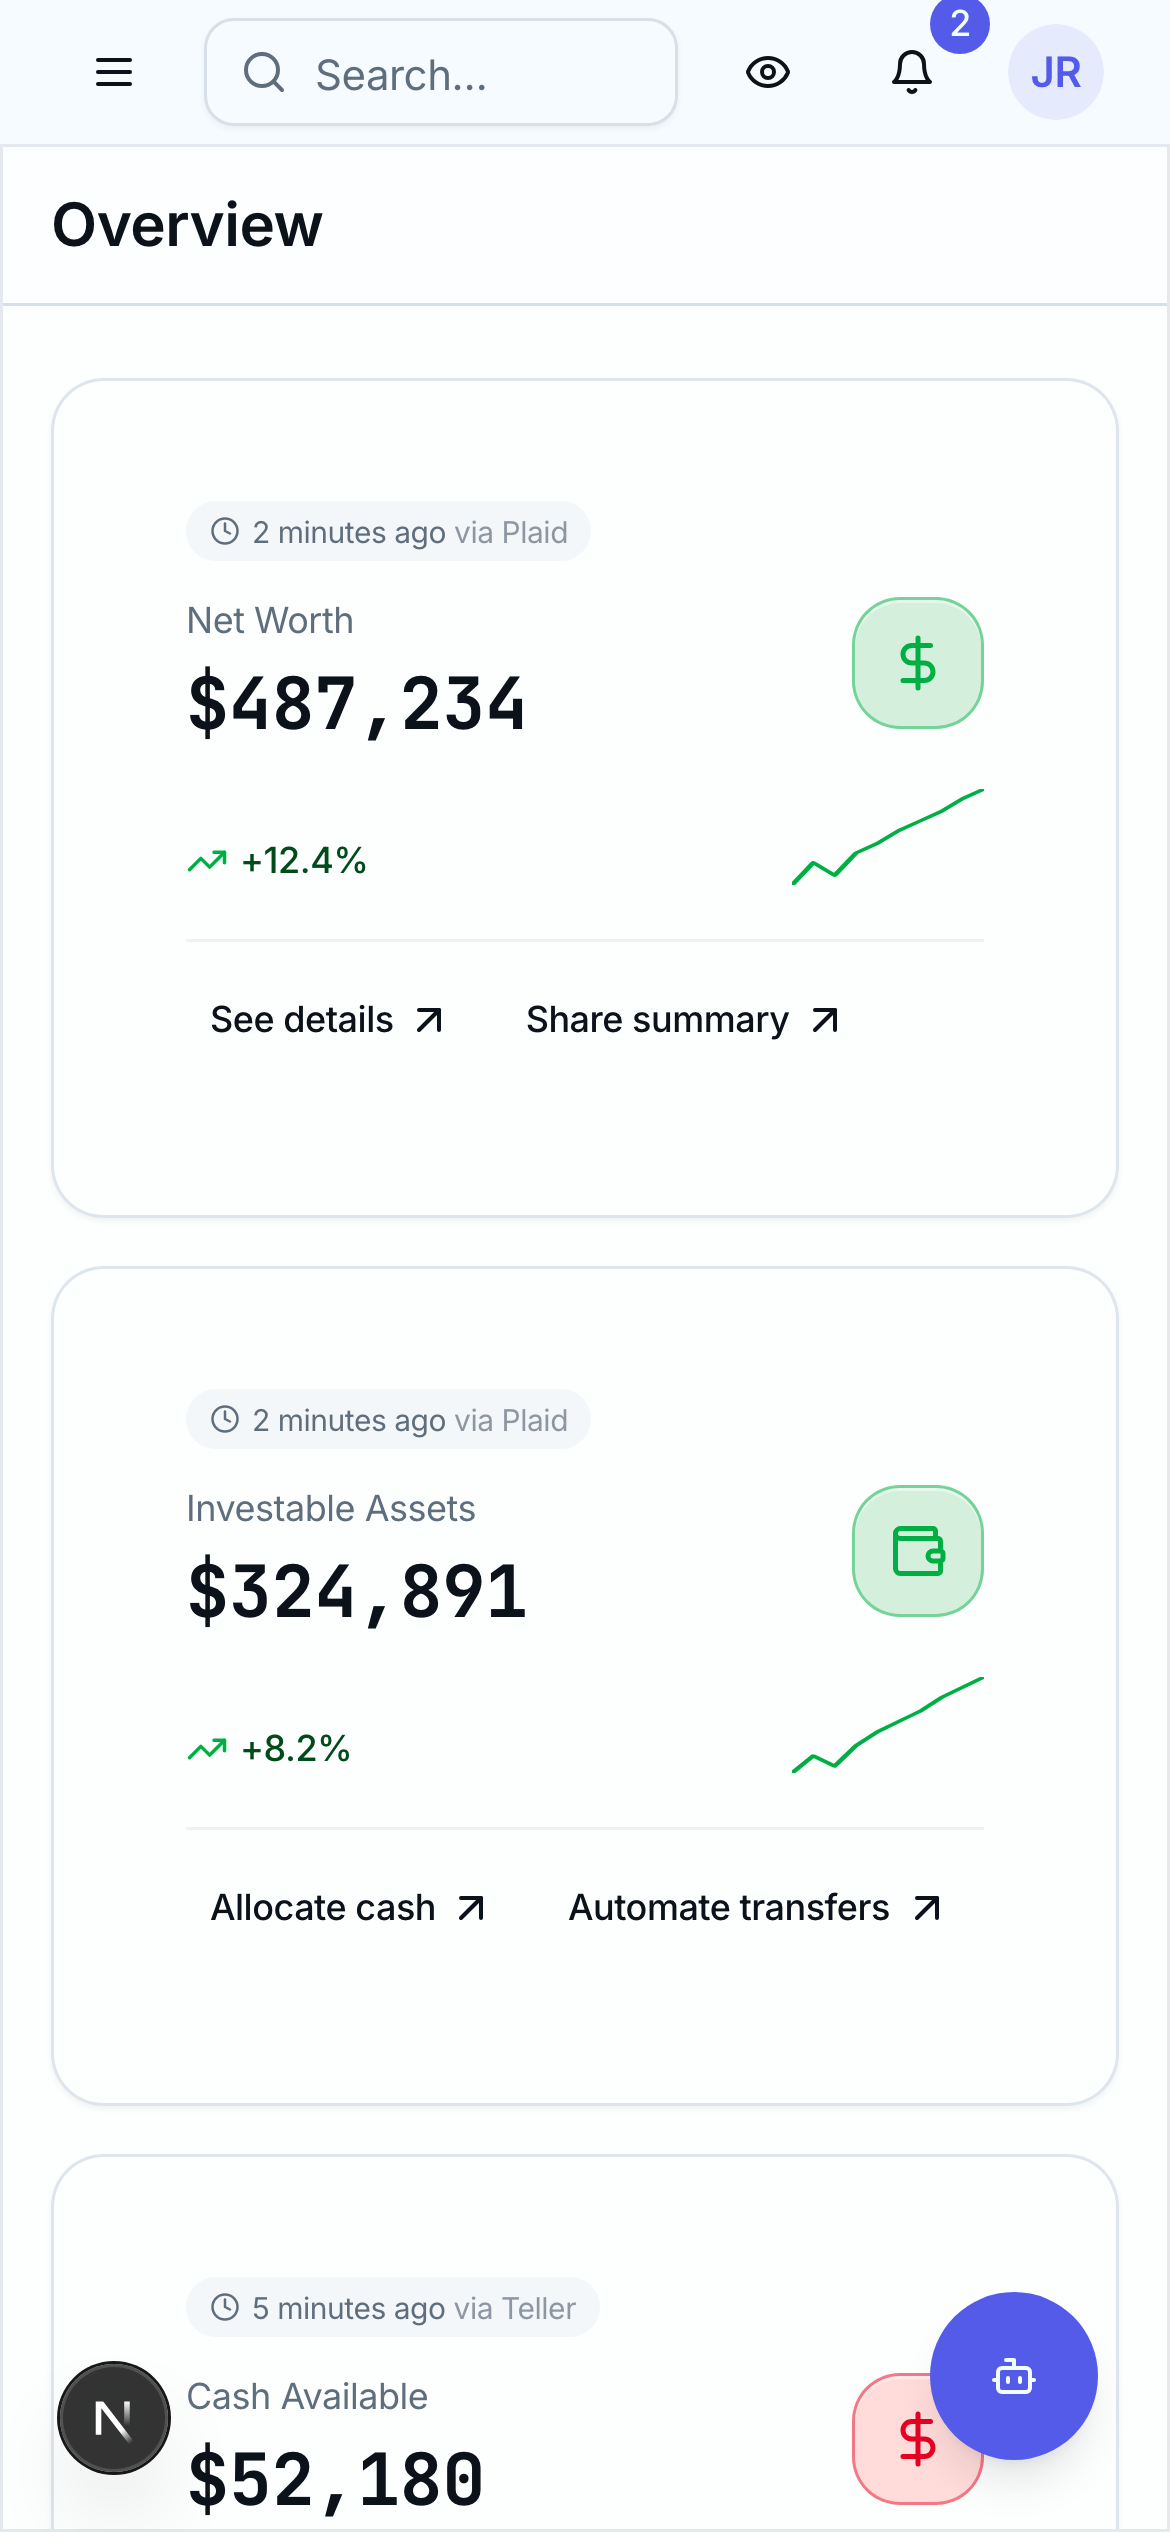 Search...
2
JR
Overview
2 minutes ago via Plaid
Net Worth
$487,234
+12.4%
See details
Share summary
2 minutes ago via Plaid
Investable Assets
$324,891
+8.2%
Allocate cash
Automate transfers
5 minutes ago via Teller
Cash Available
N
$52,180